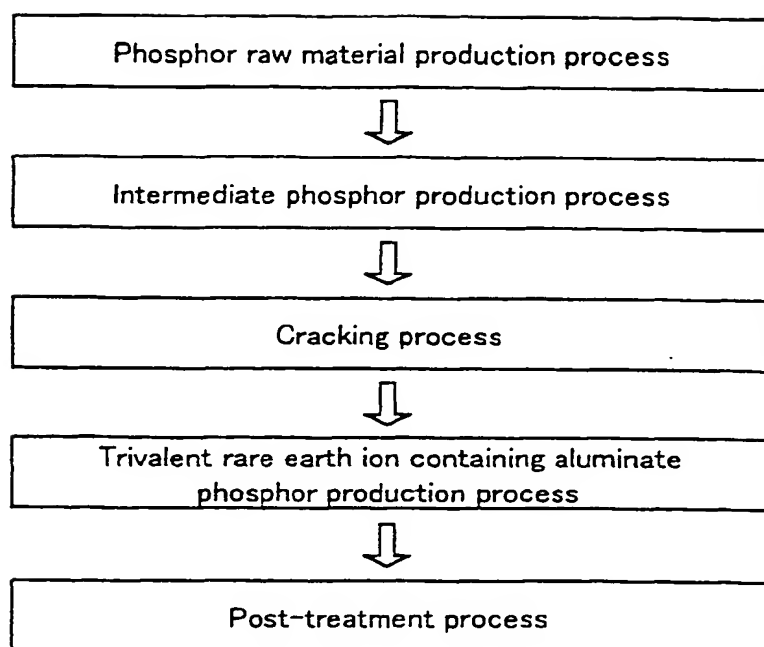 Phosphor raw material production process
Intermediate phosphor production process
Cracking process
Trivalent rare earth ion containing aluminate
phosphor production process
Post-treatment process